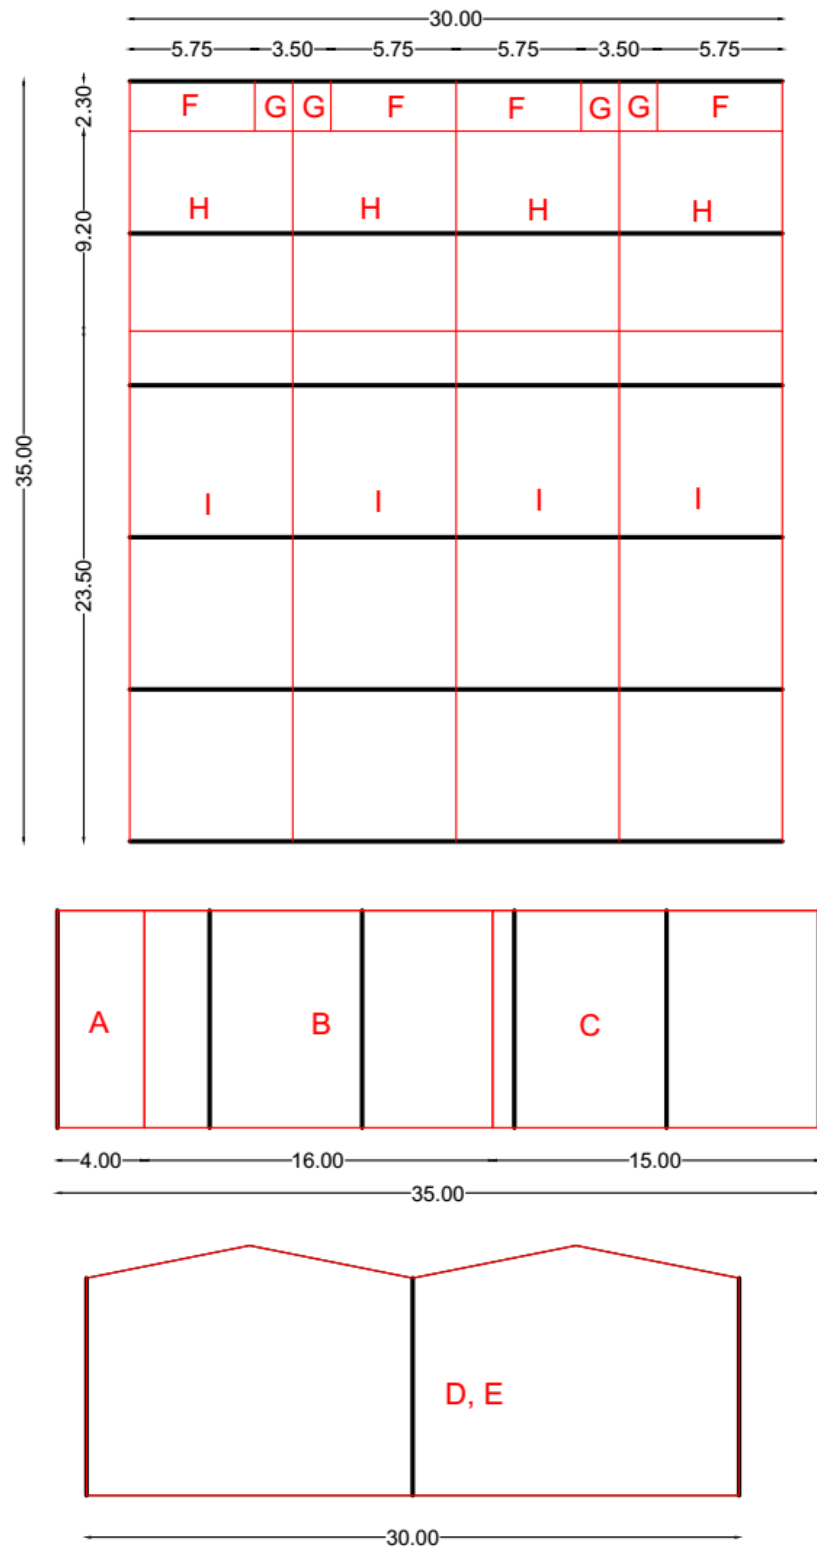 30.00
5.75 3.50 5.75 5.75 3.50 5.75
2.30
F G G F F G G F
9.20
H H H H
35.00
I I I I
23.50
A B C
4.00 16.00 15.00
35.00
D, E
30.00